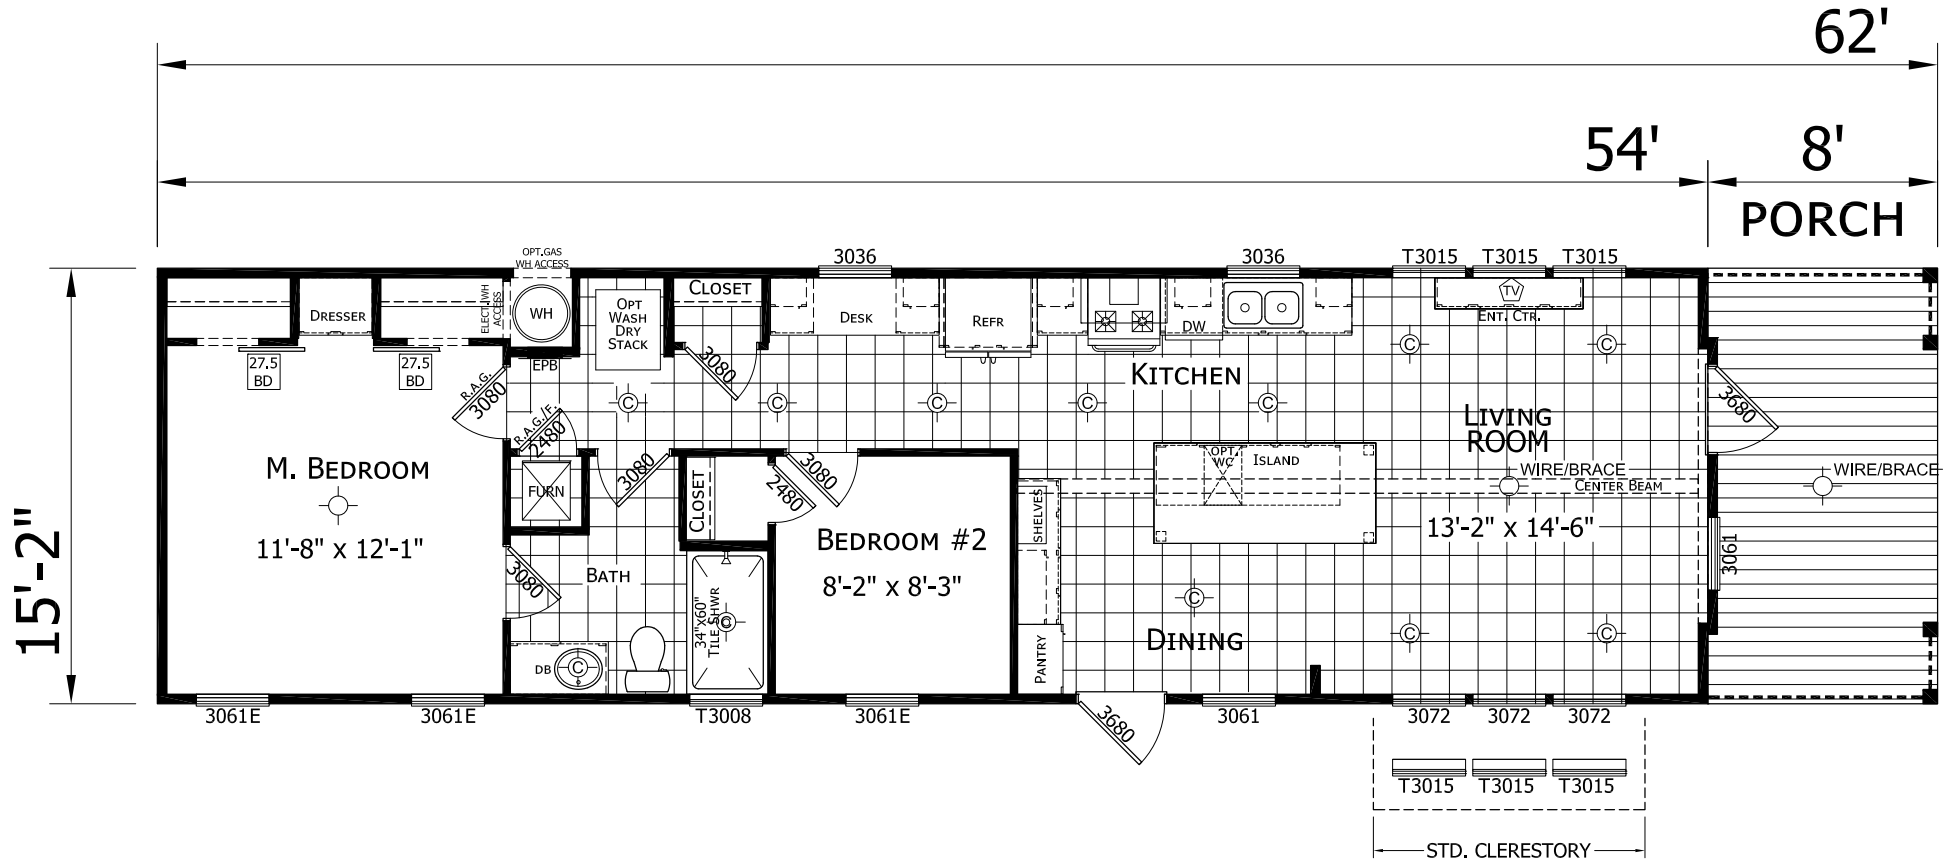 62'
54'
8'
PORCH
15'-2"
OPT.GAS
WH ACCESS
3036
3036
T3015
T3015
T3015
DRESSER
ELECT.WH
ACCESS
WH
OPT
WASH
DRY
STACK
CLOSET
DESK
REFR
DW
TV
ENT. CTR.
27.5
BD
27.5
BD
EPB
R.A.G.
3080
R.A.G./F.
2480
3080
KITCHEN
C
C
C
C
C
C
C
3680
LIVING
ROOM
M. BEDROOM
11'-8" x 12'-1"
FURN
3080
CLOSET
2480
3080
OPT
WC
ISLAND
WIRE/BRACE
CENTER BEAM
WIRE/BRACE
13'-2" x 14'-6"
SHELVES
3061
BEDROOM #2
8'-2" x 8'-3"
3080
BATH
34"x60"
TILE SHWR
C
C
DINING
C
C
PANTRY
DB
C
3061E
3061E
T3008
3061E
3680
3061
3072
3072
3072
T3015
T3015
T3015
STD. CLERESTORY